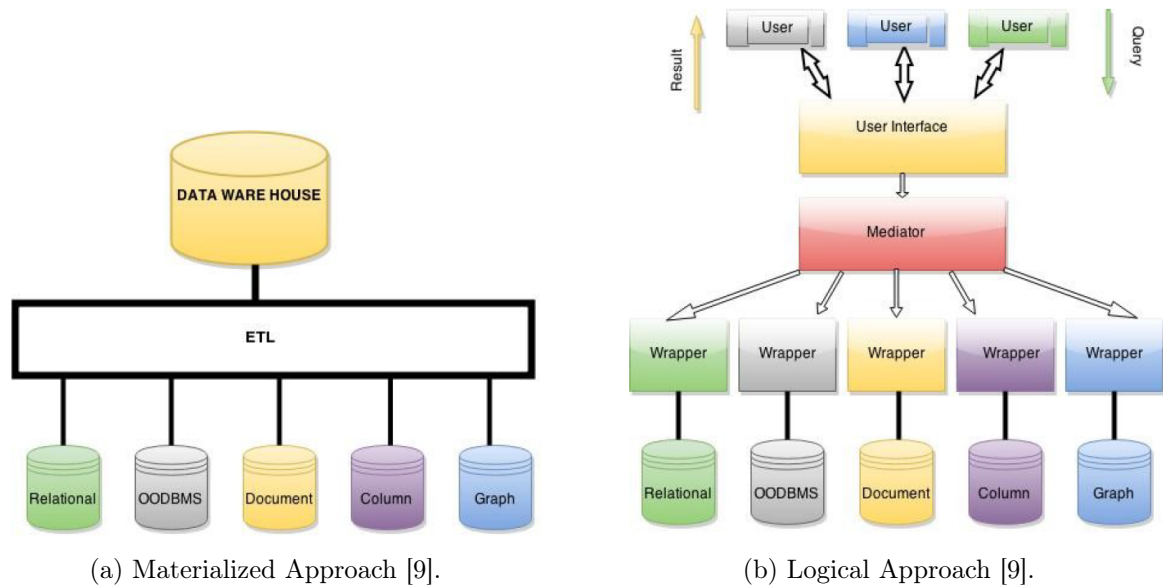 DATA WARE HOUSE
ETL
Relational OODBMS Document Column Graph
(a) Materialized Approach [9].
Result
User User User
Query
User Interface
Mediator
Wrapper Wrapper Wrapper Wrapper Wrapper
Relational OODBMS Document Column Graph
(b) Logical Approach [9].